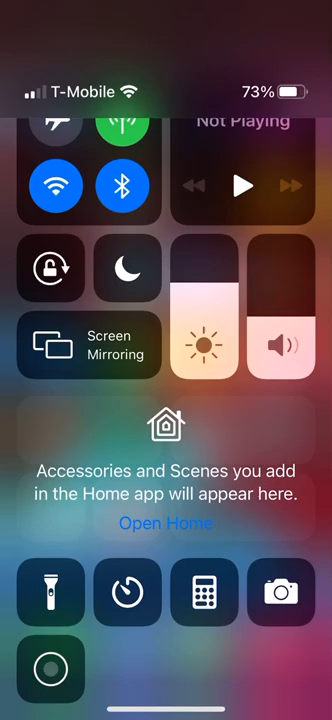 T-Mobile
73%
Not Playing
Screen
Mirroring
Accessories and Scenes you add
in the Home app will appear here.
Open Home